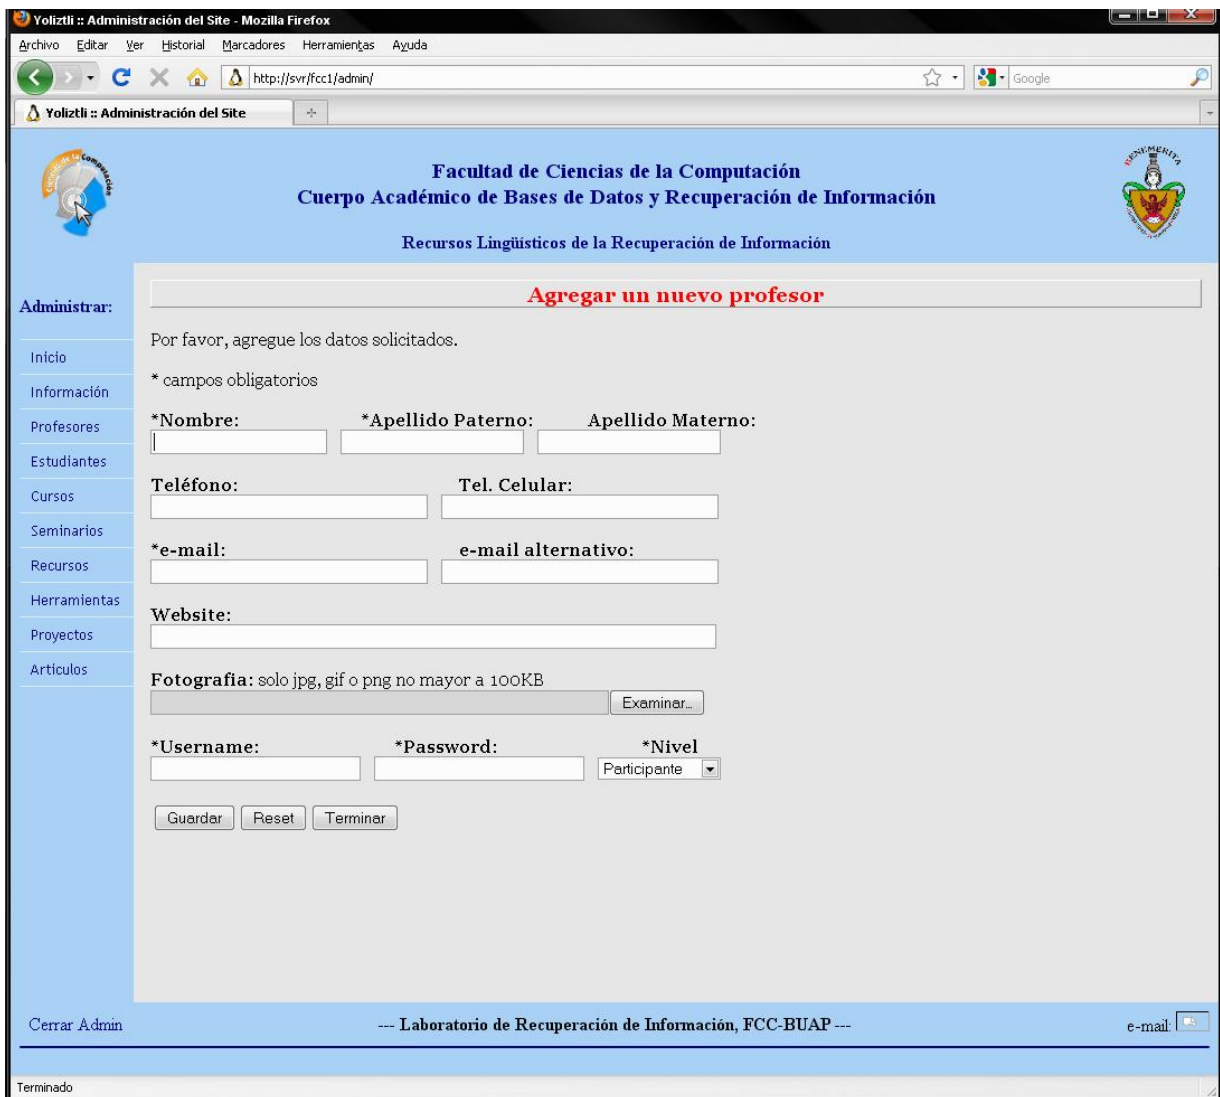 Yoliztli :: Administración del Site - Mozilla Firefox
Archivo Editar Ver Historial Marcadores Herramientas Ayuda
http://svr/fcc1/admin/ Google
Yoliztli :: Administración del Site
Facultad de Ciencias de la Computación
Cuerpo Académico de Bases de Datos y Recuperación de Información
Recursos Lingüísticos de la Recuperación de Información
Administrar:
Inicio
Información
Profesores
Estudiantes
Cursos
Seminarios
Recursos
Herramientas
Proyectos
Articulos
Agregar un nuevo profesor
Por favor, agregue los datos solicitados.
* campos obligatorios
*Nombre: *Apellido Paterno: Apellido Materno:
Teléfono: Tel. Celular:
*e-mail: e-mail alternativo:
Website:
Fotografia: solo jpg, gif o png no mayor a 100KB
Examinar...
*Username: *Password: *Nivel
Participante
Guardar Reset Terminar
Cerrar Admin --- Laboratorio de Recuperación de Información, FCC-BUAP --- e-mail:
Terminado